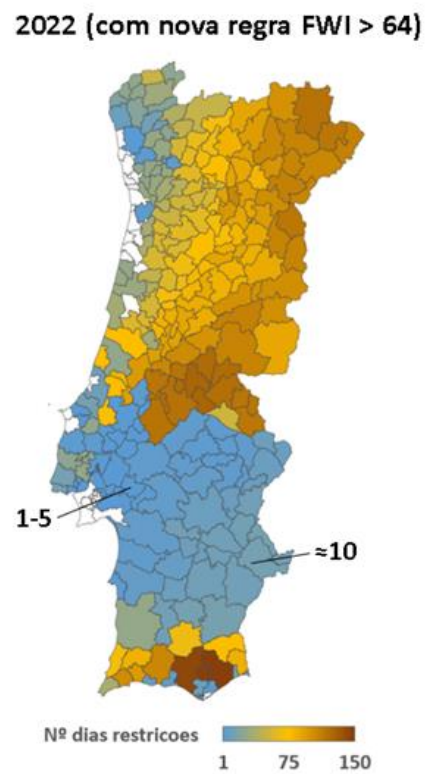 2022 (com nova regra FWI > 64)
1-5
≈10
Nº dias restricoes
1 75 150